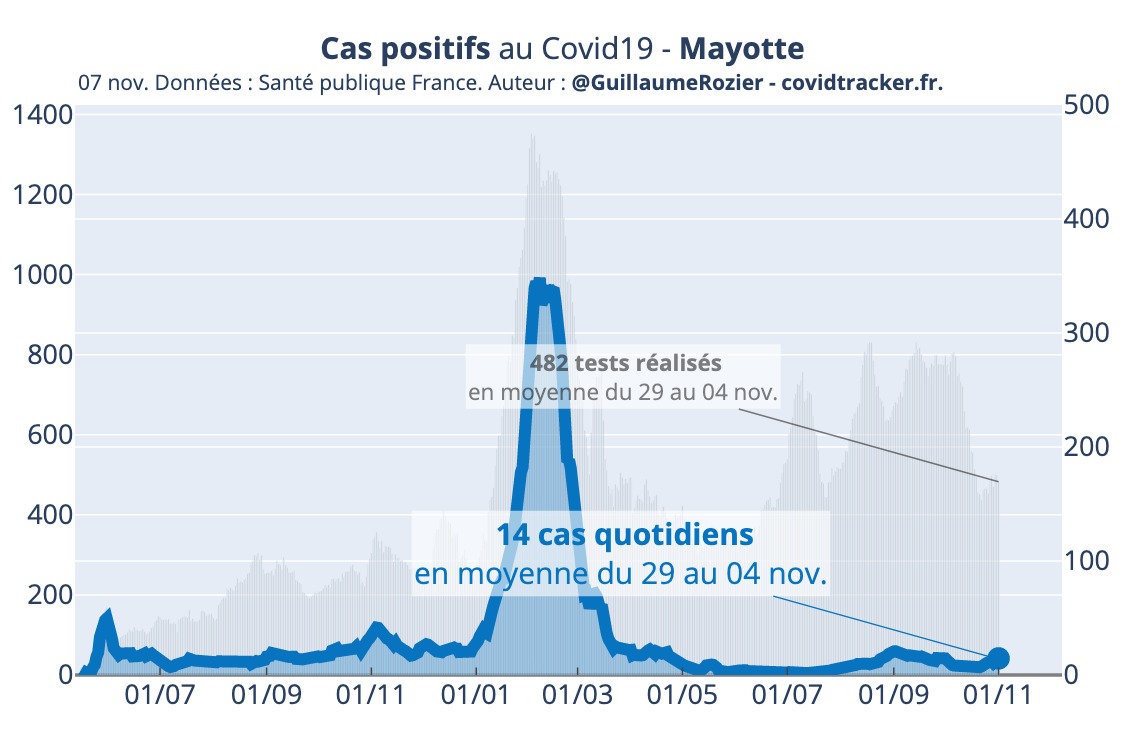 Cas positifs au Covid19 - Mayotte
07 nov. Données : Santé publique France. Auteur : @GuillaumeRozier - covidtracker.fr.
1400
1200
1000
800
600
400
200
0
500
400
300
200
100
0
482 tests réalisés
en moyenne du 29 au 04 nov.
14 cas quotidiens
en moyenne du 29 au 04 nov.
01/07 01/09 01/11 01/01 01/03 01/05 01/07 01/09 01/11